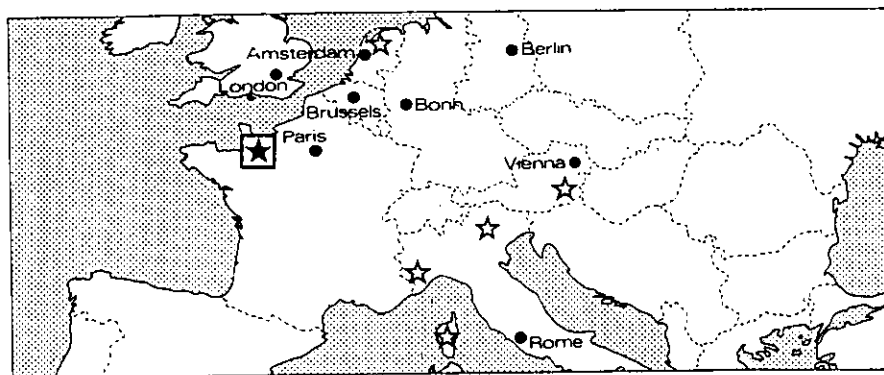 Amsterdam
Berlin
London
Brussels
Bonn
Paris
Vienna
Rome